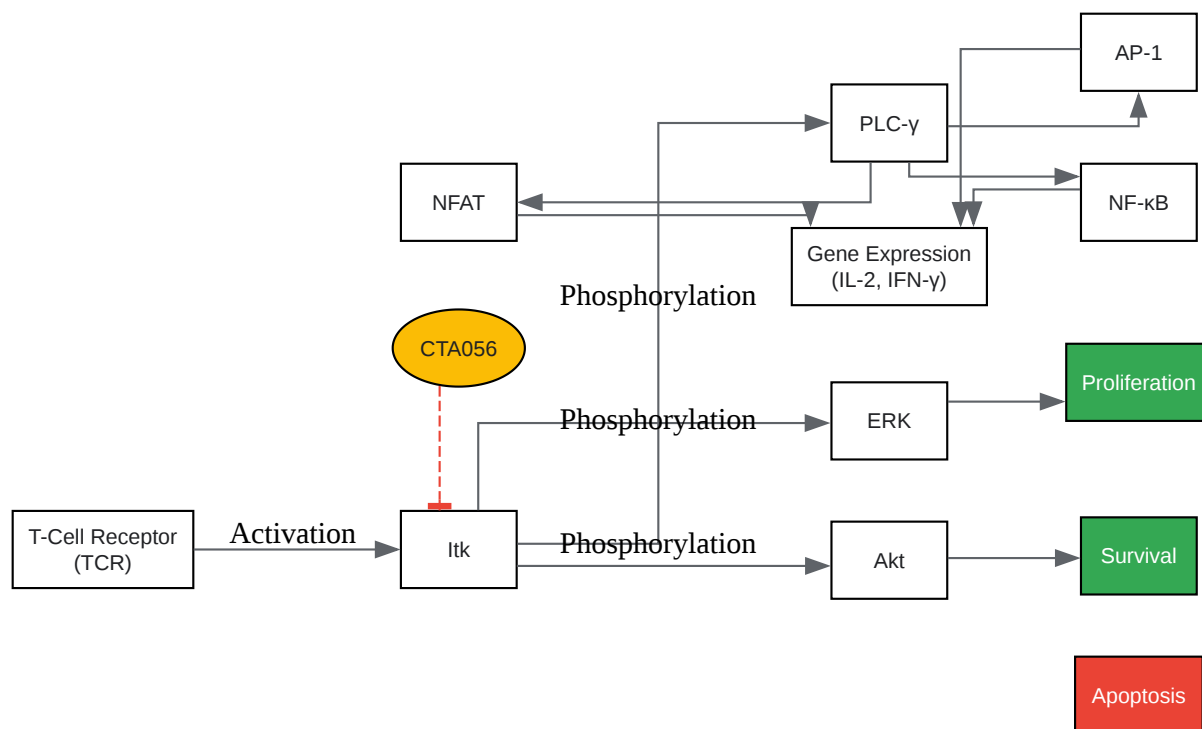 AP-1
PLC-γ
NFAT
NF-κB
Gene Expression
(IL-2, IFN-γ)
Phosphorylation
CTA056
Proliferation
Phosphorylation
ERK
T-Cell Receptor
(TCR)
Activation
Itk
Phosphorylation
Akt
Survival
Apoptosis